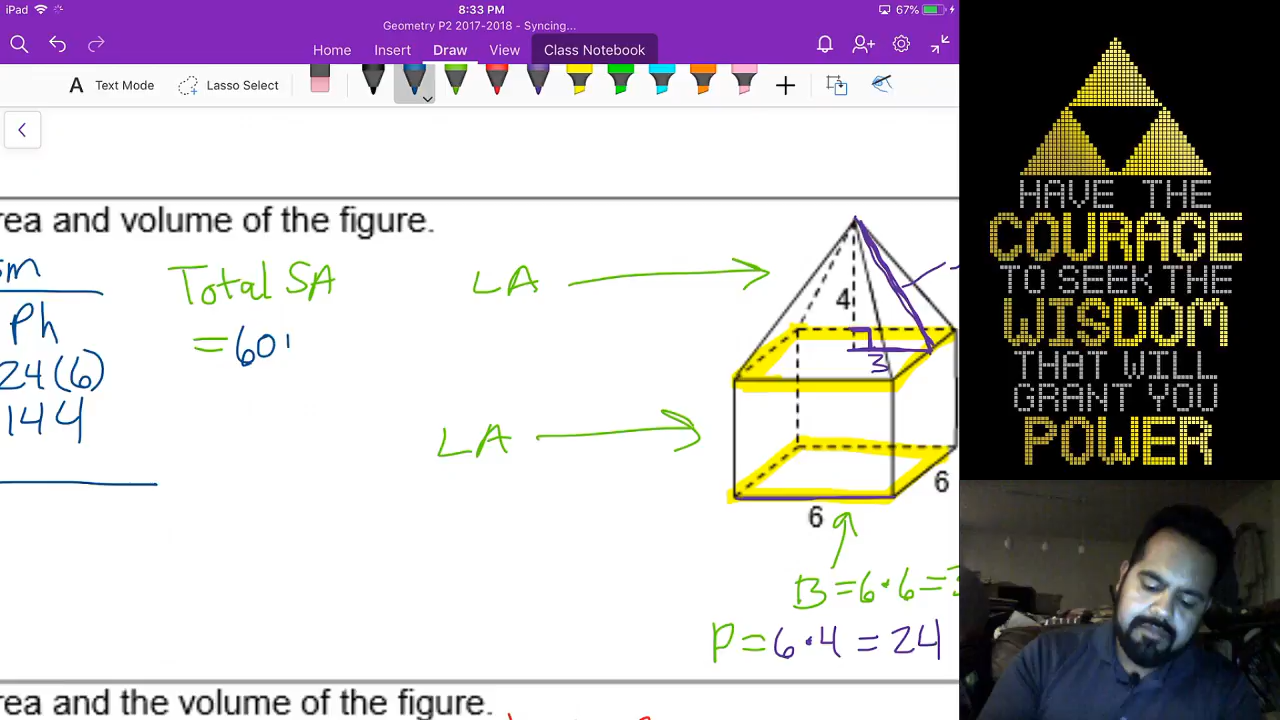 iPad
8:33 PM
67%
Geometry P2 2017-2018 - Syncing...
Home
Insert
Draw
View
Class Notebook
A Text Mode
Lasso Select
rea and volume of the figure.
sm
Ph
24(6)
144
Total SA
= 60
LA
4
3
LA
6
6
B = 6 · 6 = 3
P = 6 · 4 = 24
rea and the volume of the figure.
HAVE THE
COURAGE
TO SEEK THE
WISDOM
THAT WILL
GRANT YOU
POWER